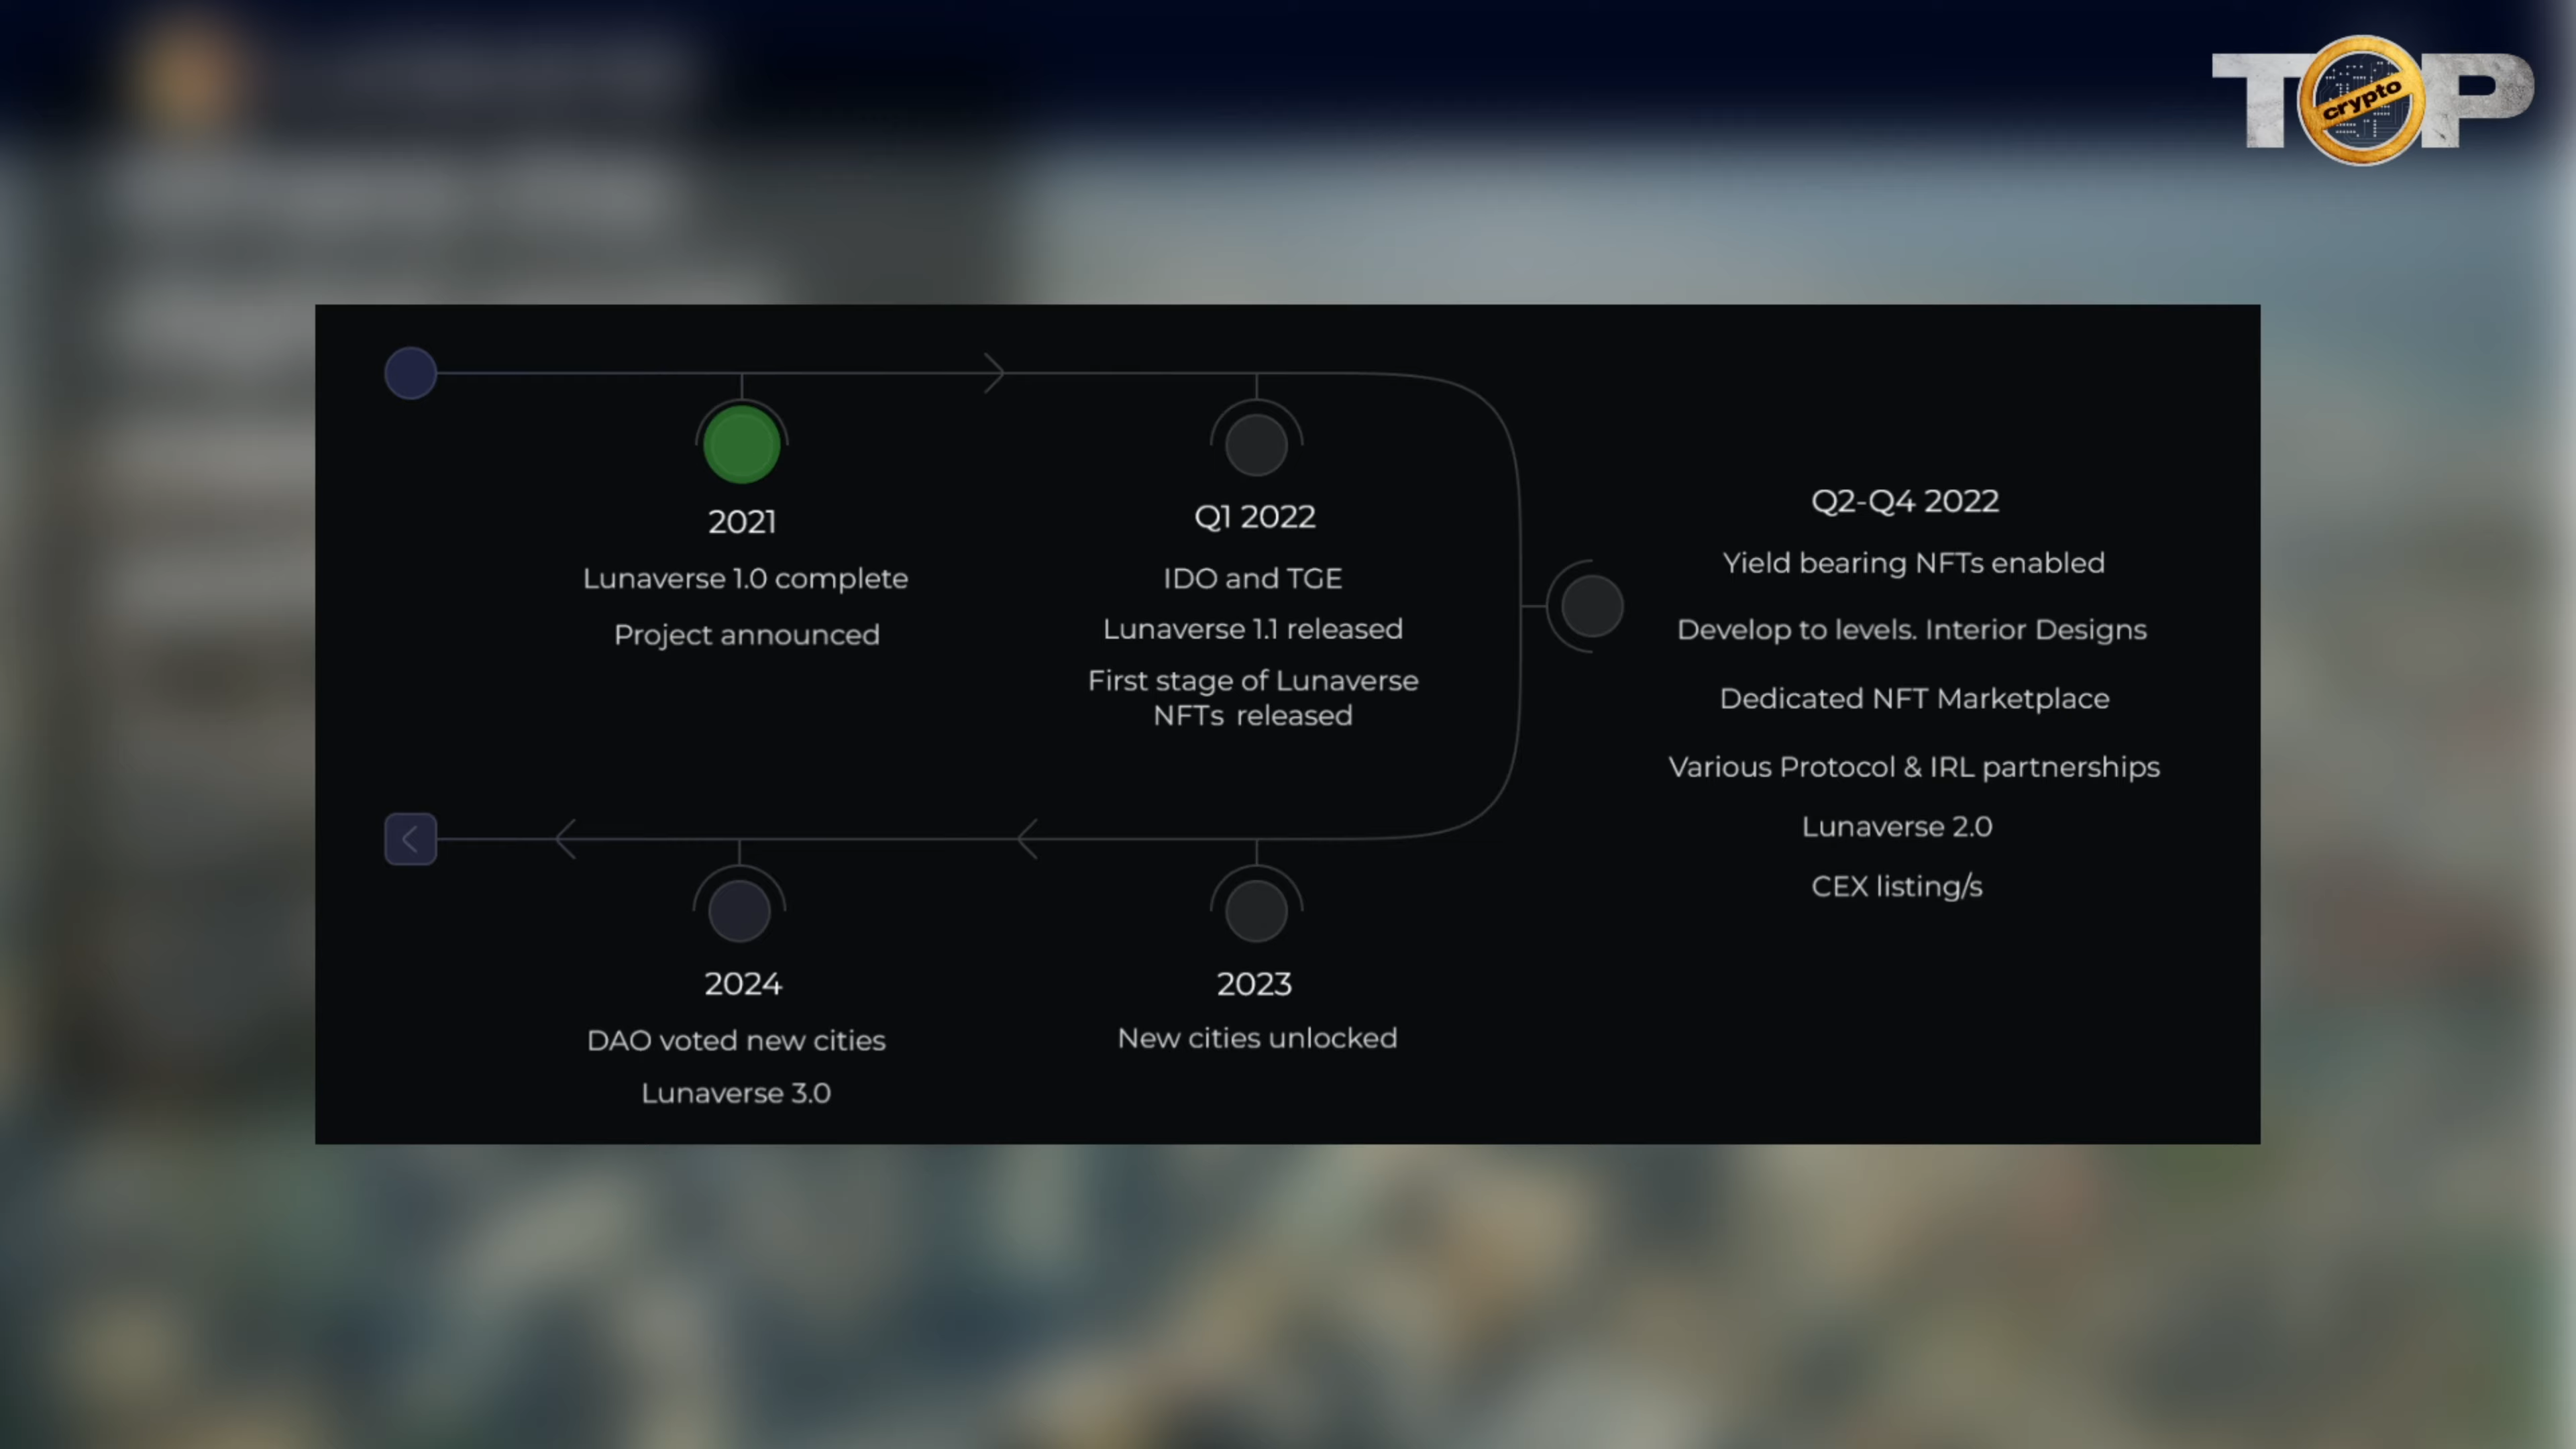 TOP
crypto
2021
Lunaverse 1.0 complete
Project announced
Q1 2022
IDO and TGE
Lunaverse 1.1 released
First stage of Lunaverse
NFTs released
Q2-Q4 2022
Yield bearing NFTs enabled
Develop to levels. Interior Designs
Dedicated NFT Marketplace
Various Protocol & IRL partnerships
Lunaverse 2.0
CEX listing/s
2023
New cities unlocked
2024
DAO voted new cities
Lunaverse 3.0